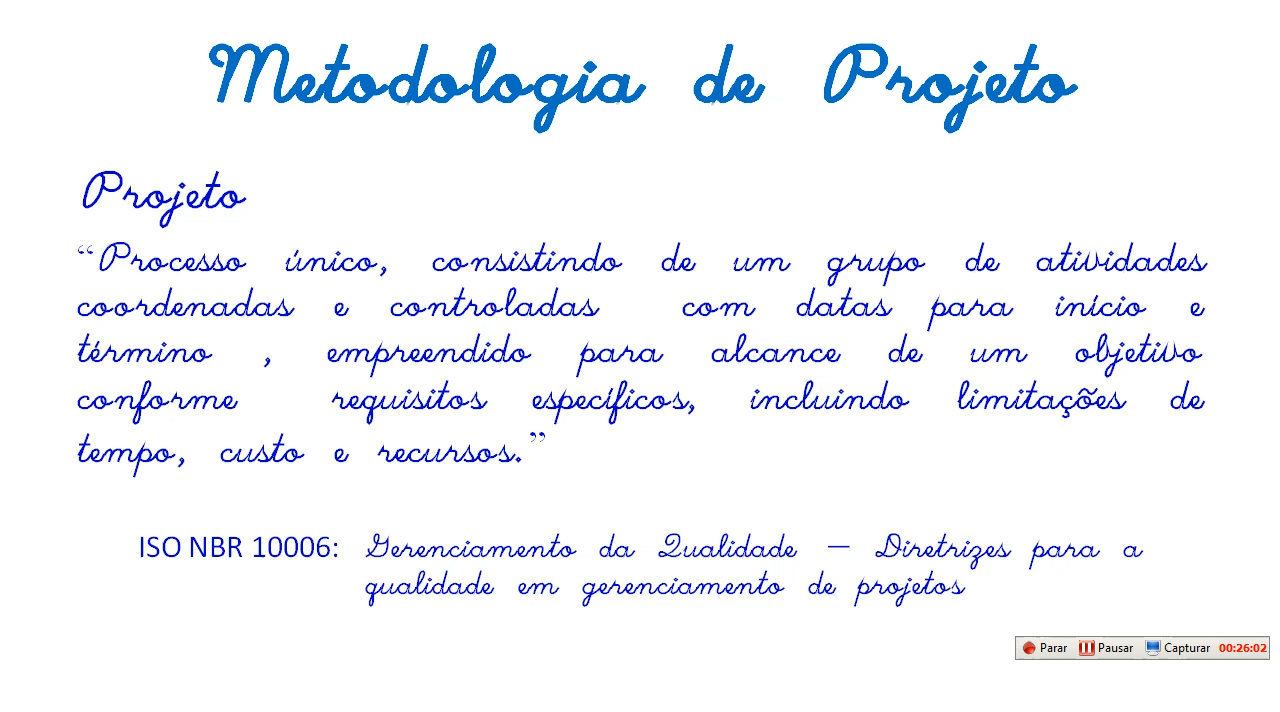 Metodologia de Projeto
Projeto
“Processo único, consistindo de um grupo de atividades
coordenadas e controladas com datas para início e
término , empreendido para alcance de um objetivo
conforme requisitos específicos, incluindo limitações de
tempo, custo e recursos.”
ISO NBR 10006: Gerenciamento da Qualidade – Diretrizes para a
qualidade em gerenciamento de projetos
Parar Pausar Capturar 00:26:02